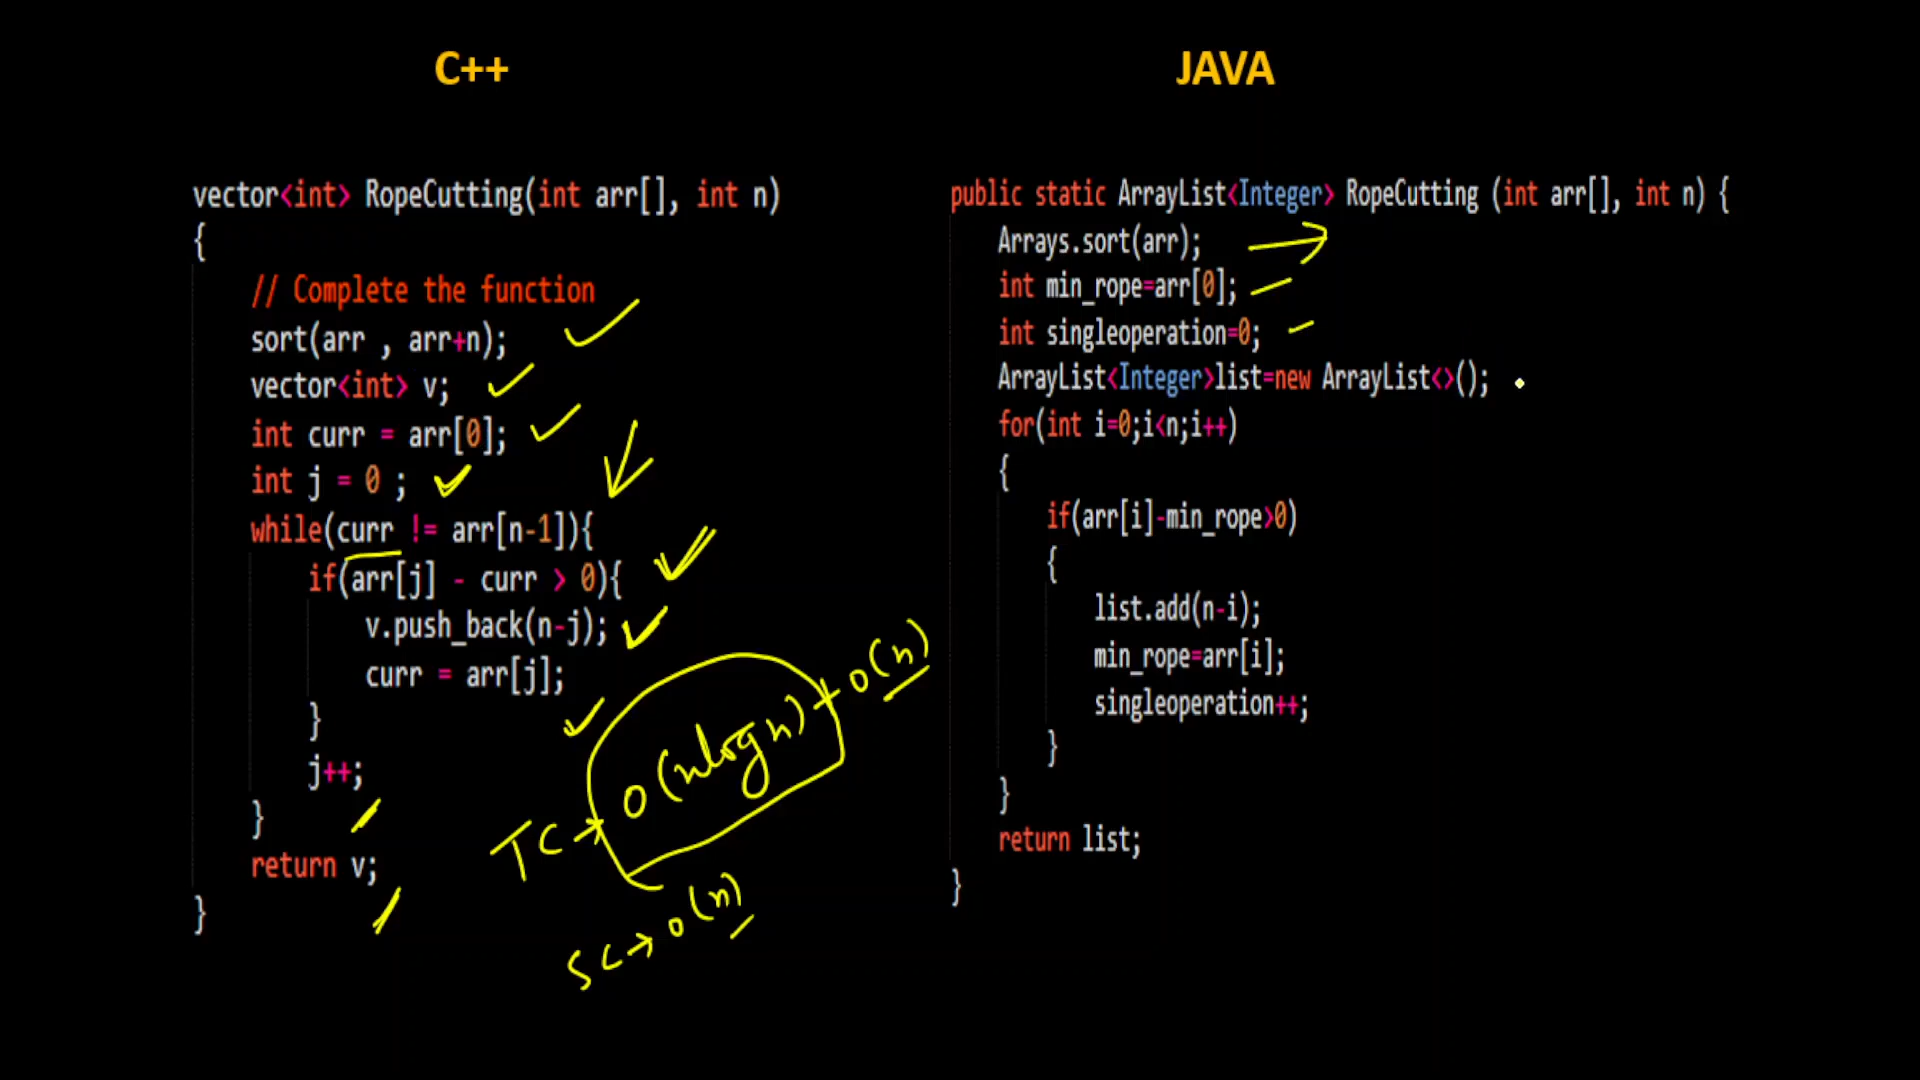 C++
vector<int> RopeCutting(int arr[], int n)
{
// Complete the function
sort(arr , arr+n);
vector<int> v;
int curr = arr[0];
int j = 0 ;
while(curr != arr[n-1]){
if(arr[j] - curr > 0){
v.push_back(n-j);
curr = arr[j];
}
j++;
}
return v;
}
TC → O(nlogn) + O(n)
SC → O(n)
JAVA
public static ArrayList<Integer> RopeCutting (int arr[], int n) {
Arrays.sort(arr);
int min_rope=arr[0];
int singleoperation=0;
ArrayList<Integer>list=new ArrayList<>();
for(int i=0;i<n;i++)
{
if(arr[i]-min_rope>0)
{
list.add(n-i);
min_rope=arr[i];
singleoperation++;
}
}
return list;
}